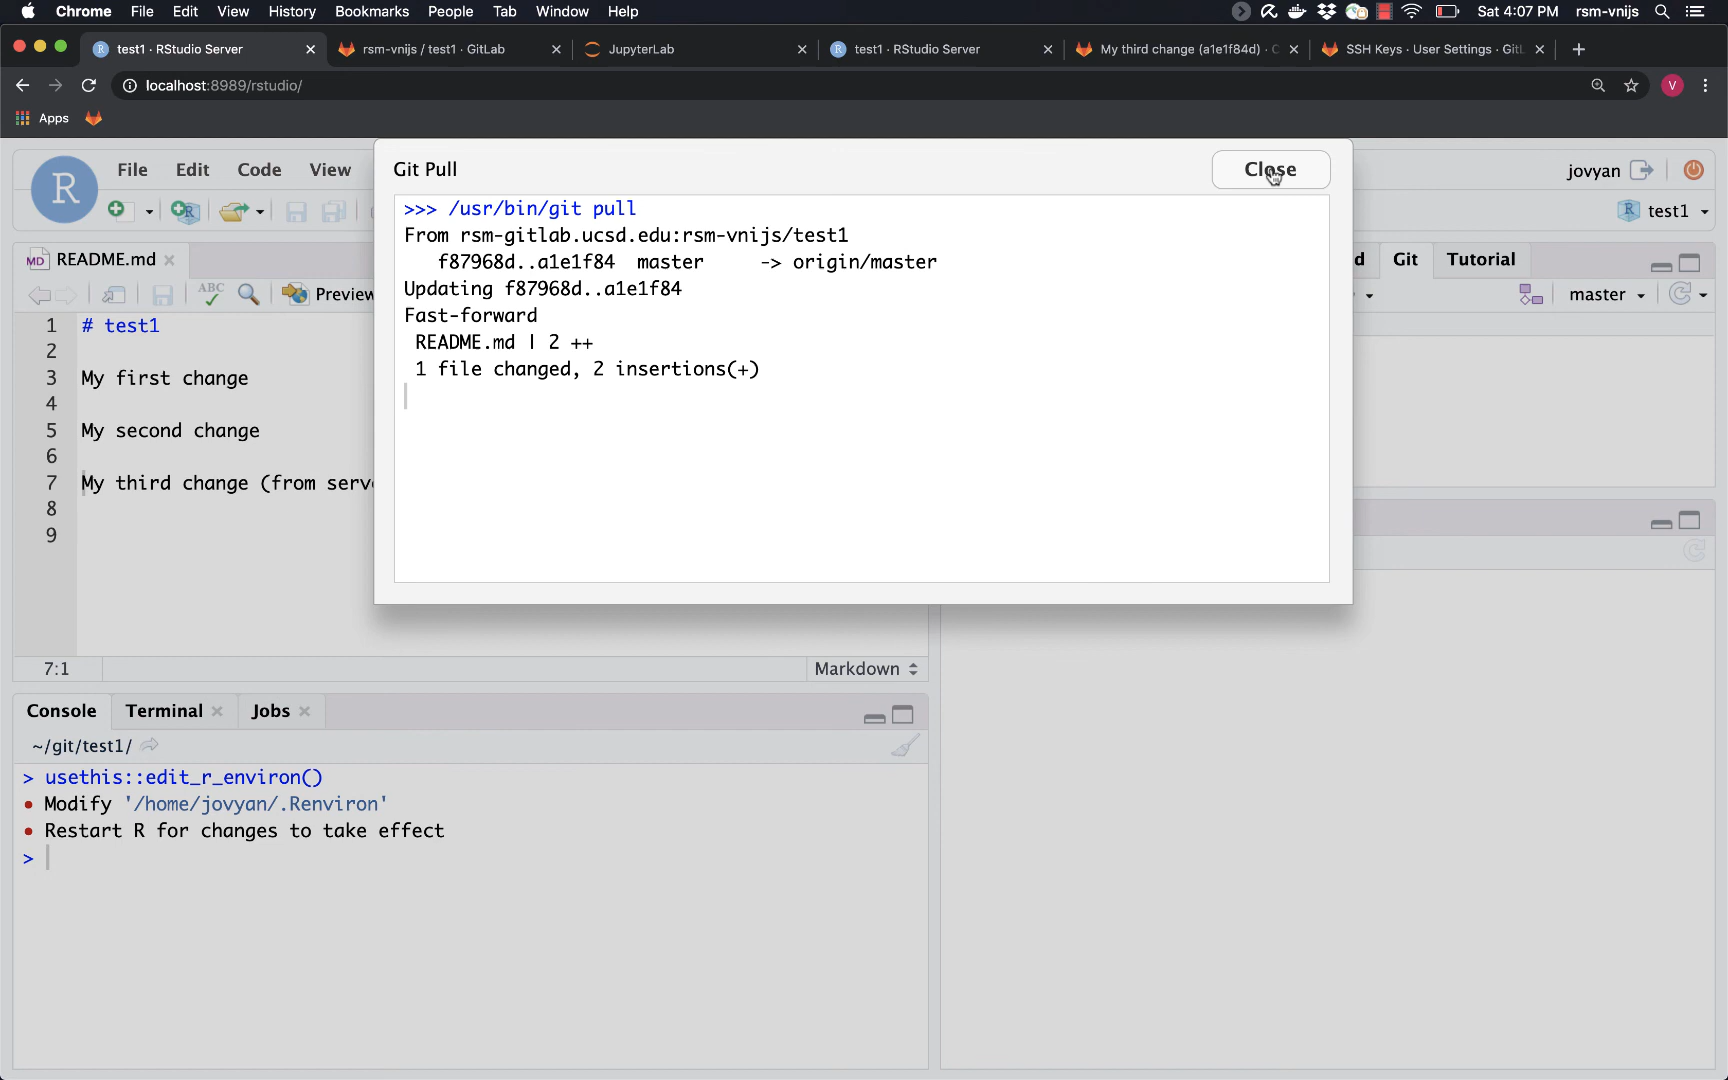 Chrome File Edit View History Bookmarks People Tab Window Help Sat 4:07 PM rsm-vnijs
test1 · RStudio Server rsm-vnijs / test1 · GitLab JupyterLab test1 · RStudio Server My third change (a1e1f84d) · SSH Keys · User Settings ·
localhost:8989/rstudio/ V
Apps
R File Edit Code View Git Pull Close jovyan
test1
>>> /usr/bin/git pull
From rsm-gitlab.ucsd.edu:rsm-vnijs/test1
f87968d..a1e1f84 master -> origin/master
Updating f87968d..a1e1f84
Fast-forward
README.md | 2 ++
1 file changed, 2 insertions(+)
MD README.md Git Tutorial
ABC Preview master
1 # test1
2
3 My first change
4
5 My second change
6
7 My third change (from
8
9
7:1 Markdown
Console Terminal Jobs
~/git/test1/
> usethis::edit_r_environ()
• Modify '/home/jovyan/.Renviron'
• Restart R for changes to take effect
>